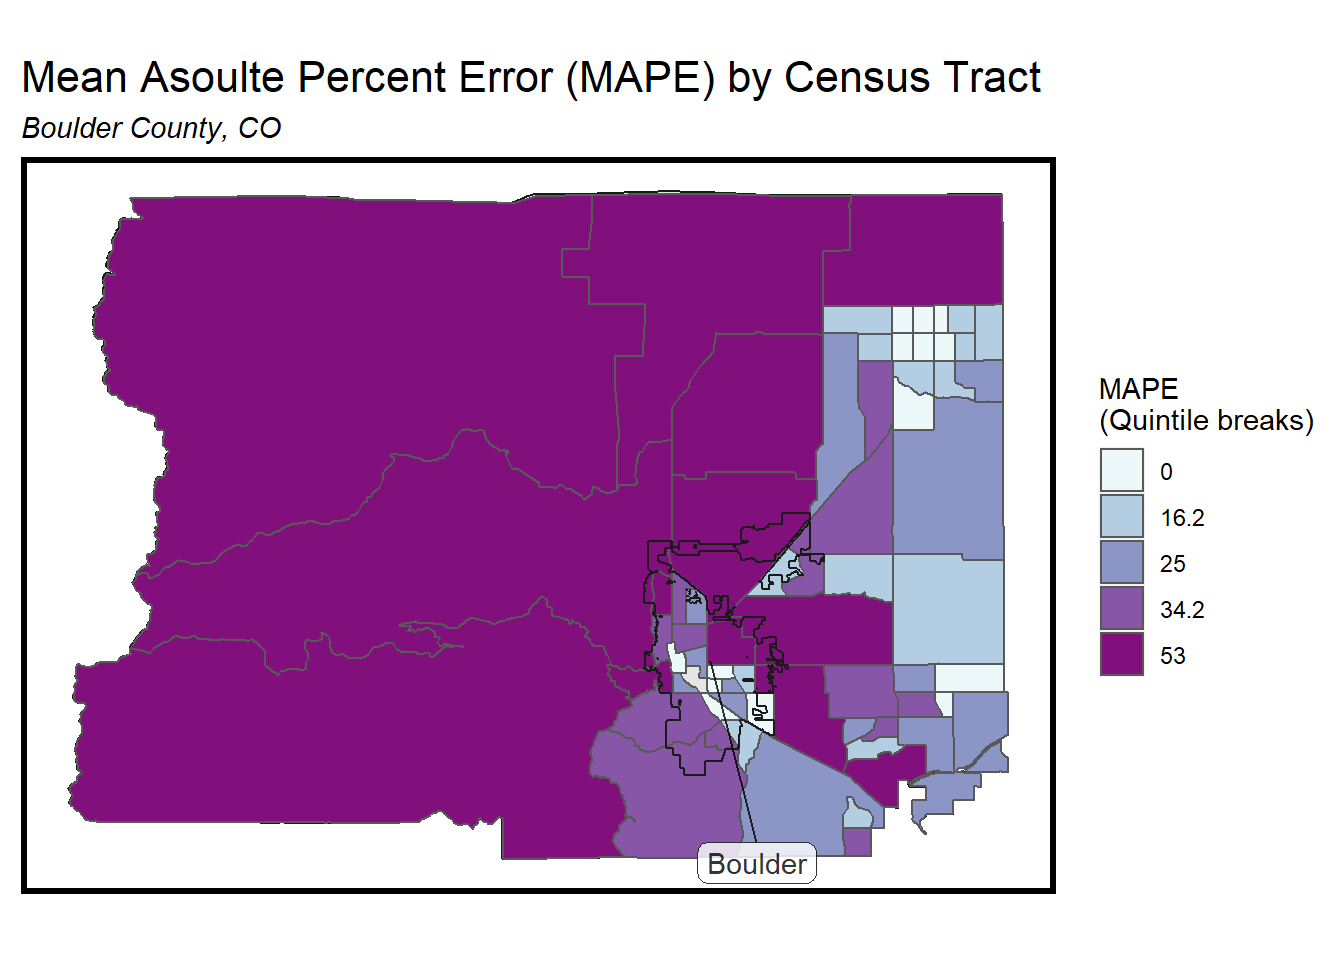 Mean Asoulte Percent Error (MAPE) by Census Tract
Boulder County, CO
MAPE
(Quintile breaks)
0
16.2
25
34.2
53
Boulder